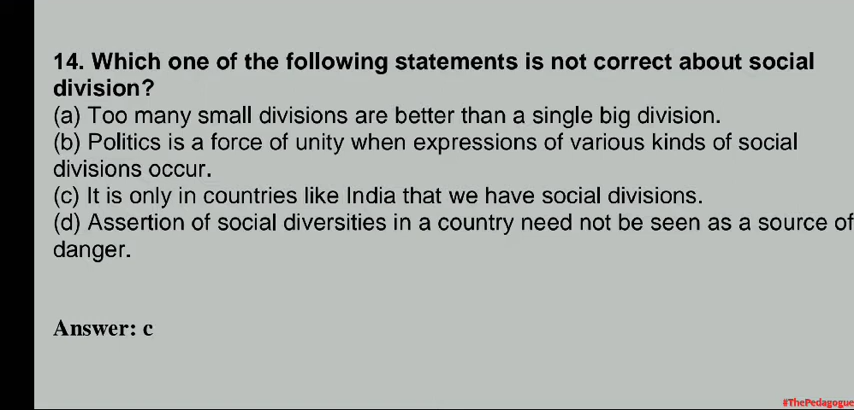 14. Which one of the following statements is not correct about social
division?
(a) Too many small divisions are better than a single big division.
(b) Politics is a force of unity when expressions of various kinds of social
divisions occur.
(c) It is only in countries like India that we have social divisions.
(d) Assertion of social diversities in a country need not be seen as a source of
danger.
Answer: c
#ThePedagogue